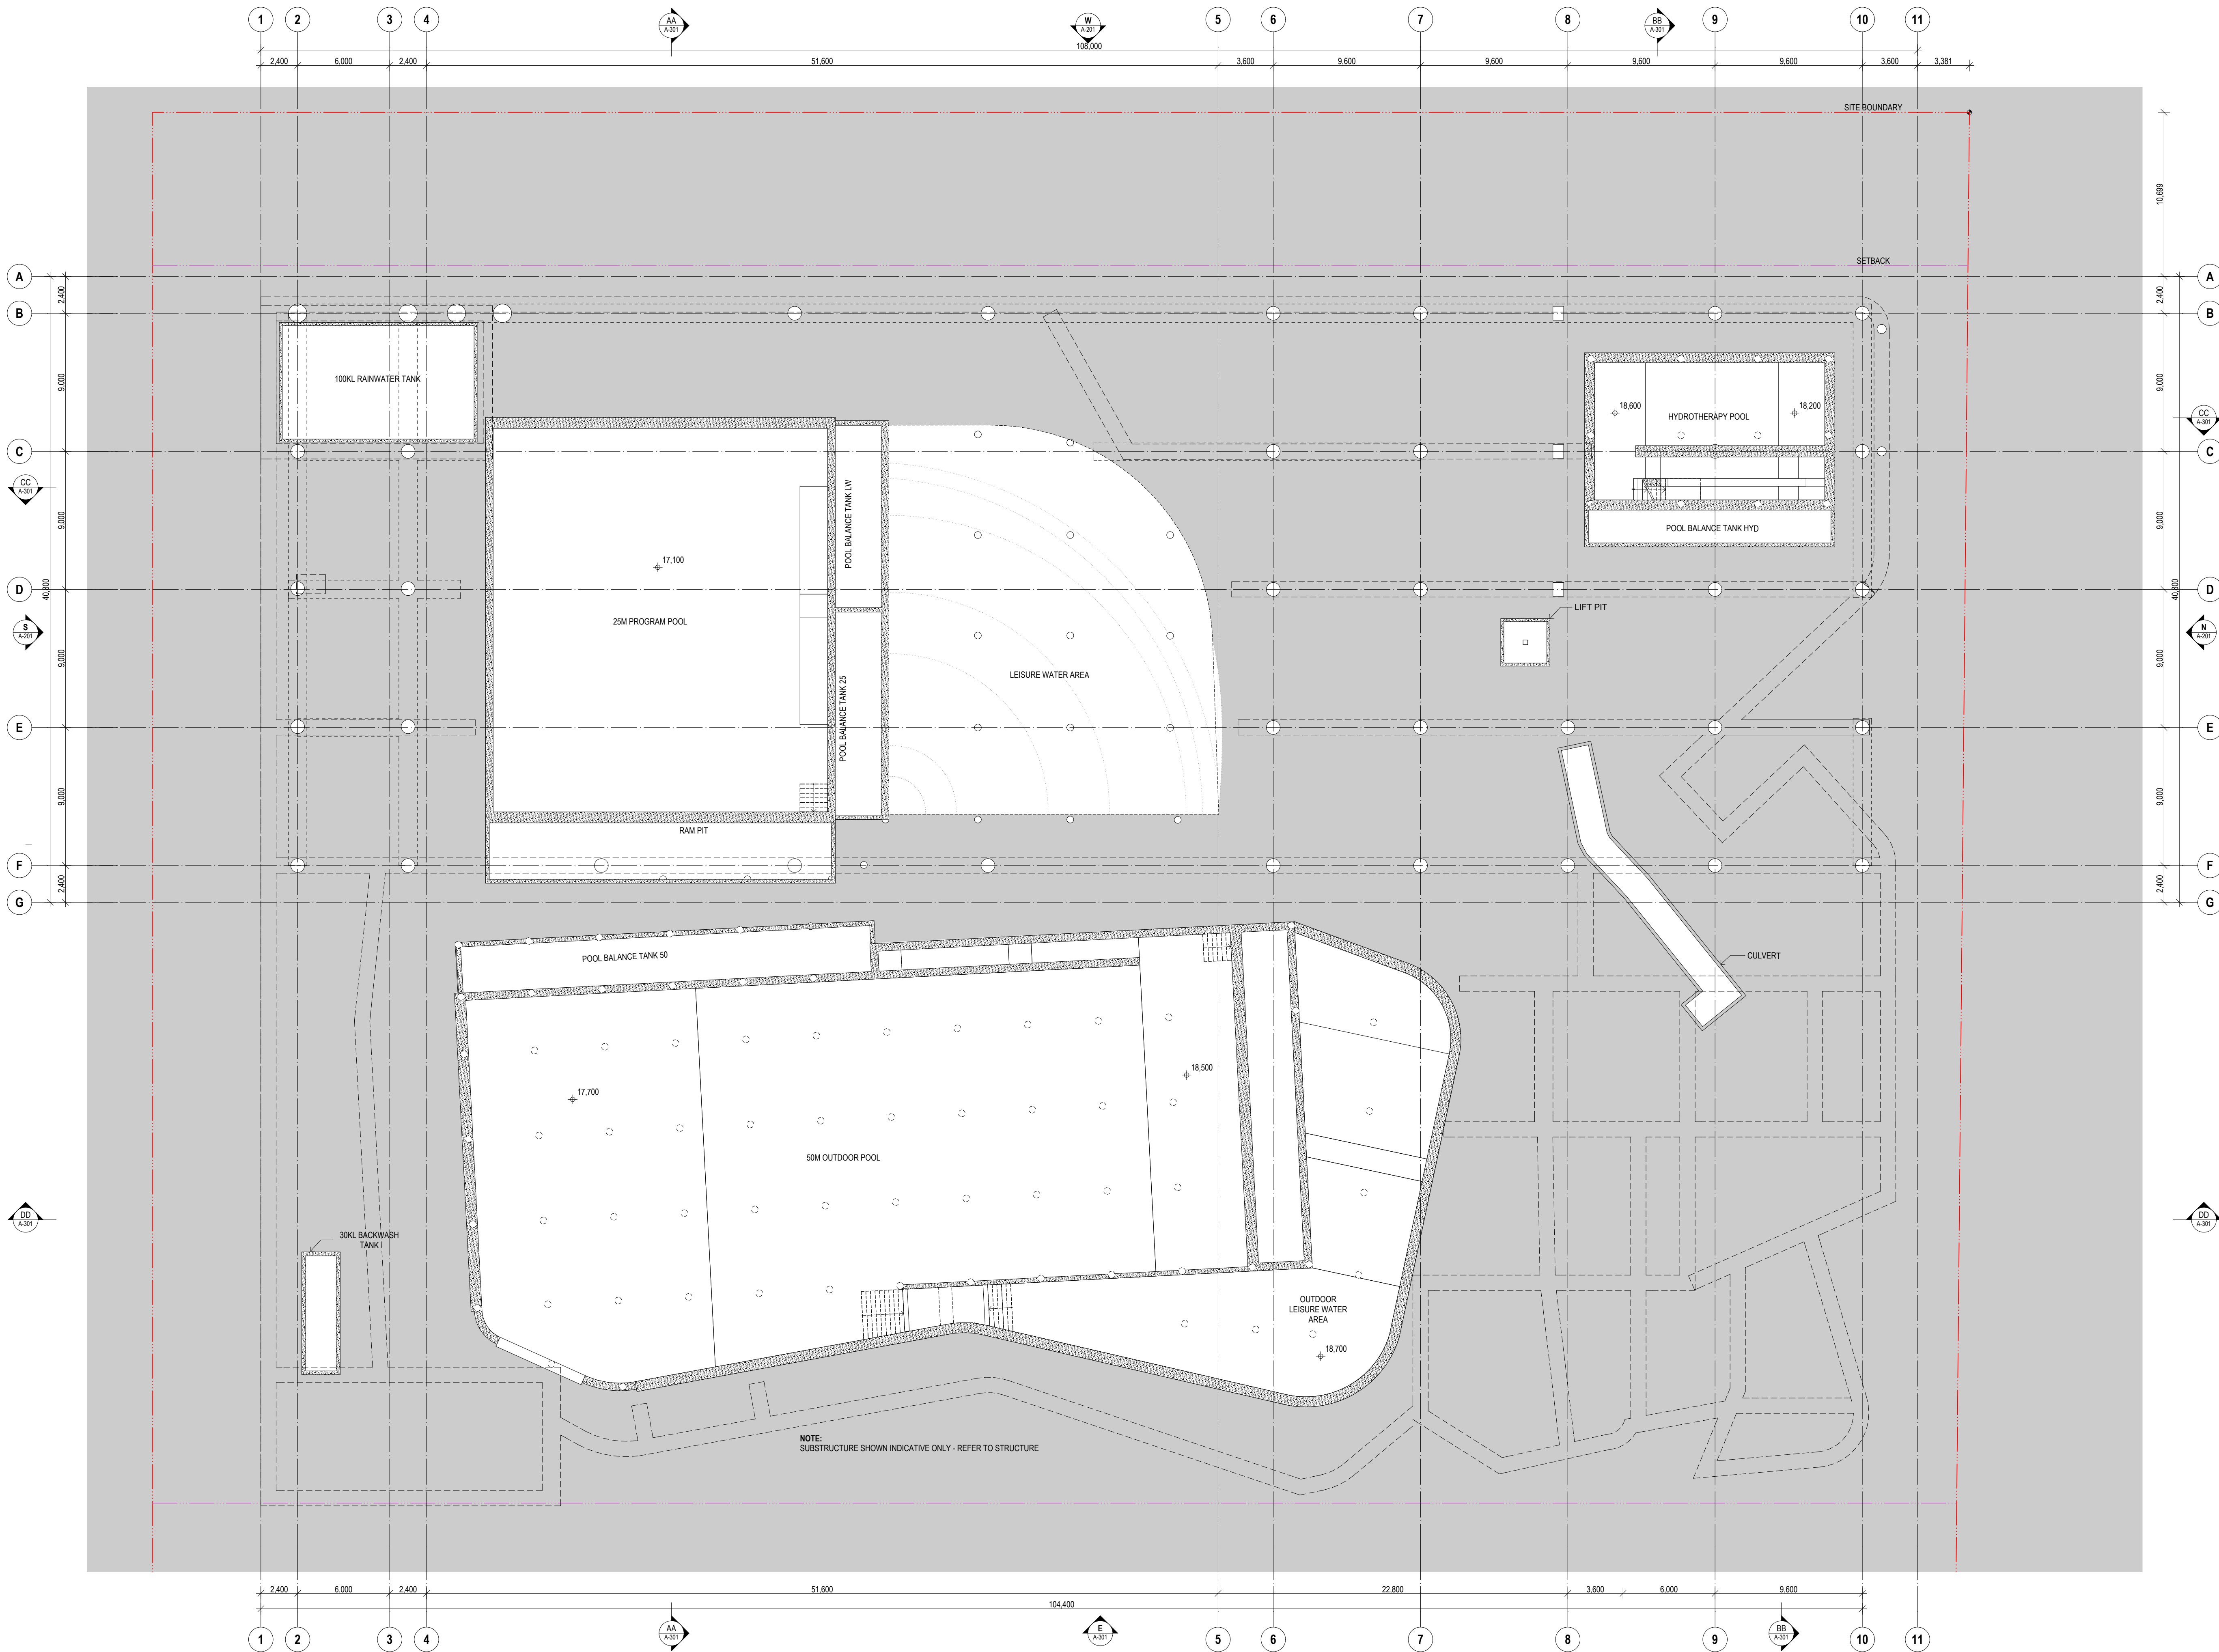 1 2 3 4 5 6 7 8 9 10 11
AA
A-301
W
A-201
BB
A-301
108,000
2,400 6,000 2,400 51,600 3,600 9,600 9,600 9,600 9,600 3,600 3,381
SITE BOUNDARY
10,699
SETBACK
A A
2,400 2,400
B B
9,000 9,000
100KL RAINWATER TANK
18,600
HYDROTHERAPY POOL
18,200
CC
A-301
C C
CC
A-301
9,000 9,000
POOL BALANCE TANK LW
POOL BALANCE TANK HYD
17,100
D D
40,800 40,800
LIFT PIT
25M PROGRAM POOL
S
A-201
N
A-201
9,000 9,000
LEISURE WATER AREA
POOL BALANCE TANK 25
E E
9,000 9,000
RAM PIT
F F
2,400 2,400
G G
POOL BALANCE TANK 50
CULVERT
18,500
17,700
50M OUTDOOR POOL
DD
A-301
DD
A-301
30KL BACKWASH
TANK
OUTDOOR
LEISURE WATER
AREA
18,700
NOTE:
SUBSTRUCTURE SHOWN INDICATIVE ONLY - REFER TO STRUCTURE
2,400 6,000 2,400 51,600 22,800 3,600 6,000 9,600
104,400
AA
A-301
E
A-301
BB
A-301
1 2 3 4 5 6 7 8 9 10 11